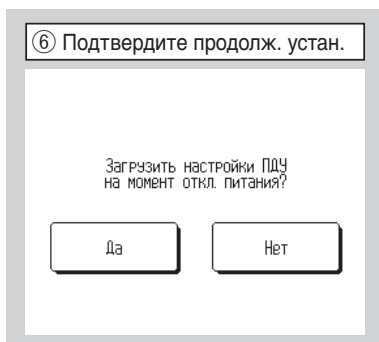 ⑥ Подтвердите продолж. устан.
Загрузить настройки ПДУ
на момент откл. питания?
Да
Нет